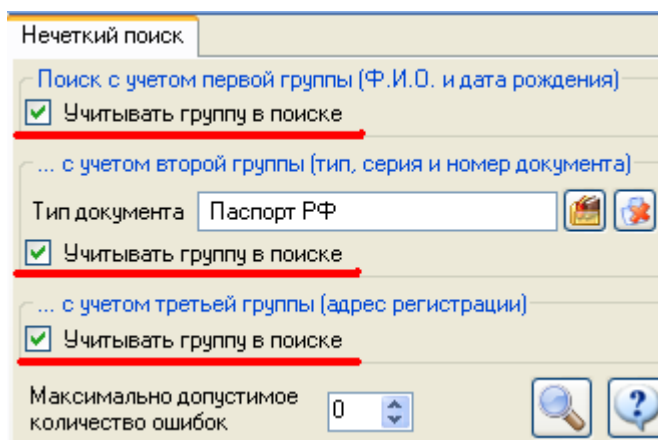 Нечеткий поиск
Поиск с учетом первой группы (Ф.И.О. и дата рождения)
Учитывать группу в поиске
... с учетом второй группы (тип, серия и номер документа)
Тип документа Паспорт РФ
Учитывать группу в поиске
... с учетом третьей группы (адрес регистрации)
Учитывать группу в поиске
Максимально допустимое
количество ошибок 0
?